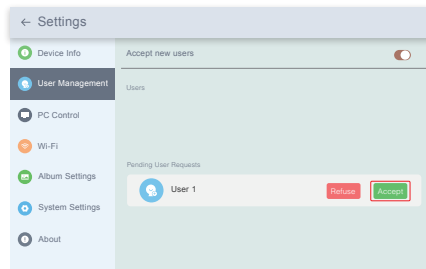 ← Settings
Device Info
Accept new users
User Management
Users
PC Control
Wi-Fi
Pending User Requests
Album Settings
User 1
Refuse
Accept
System Settings
About